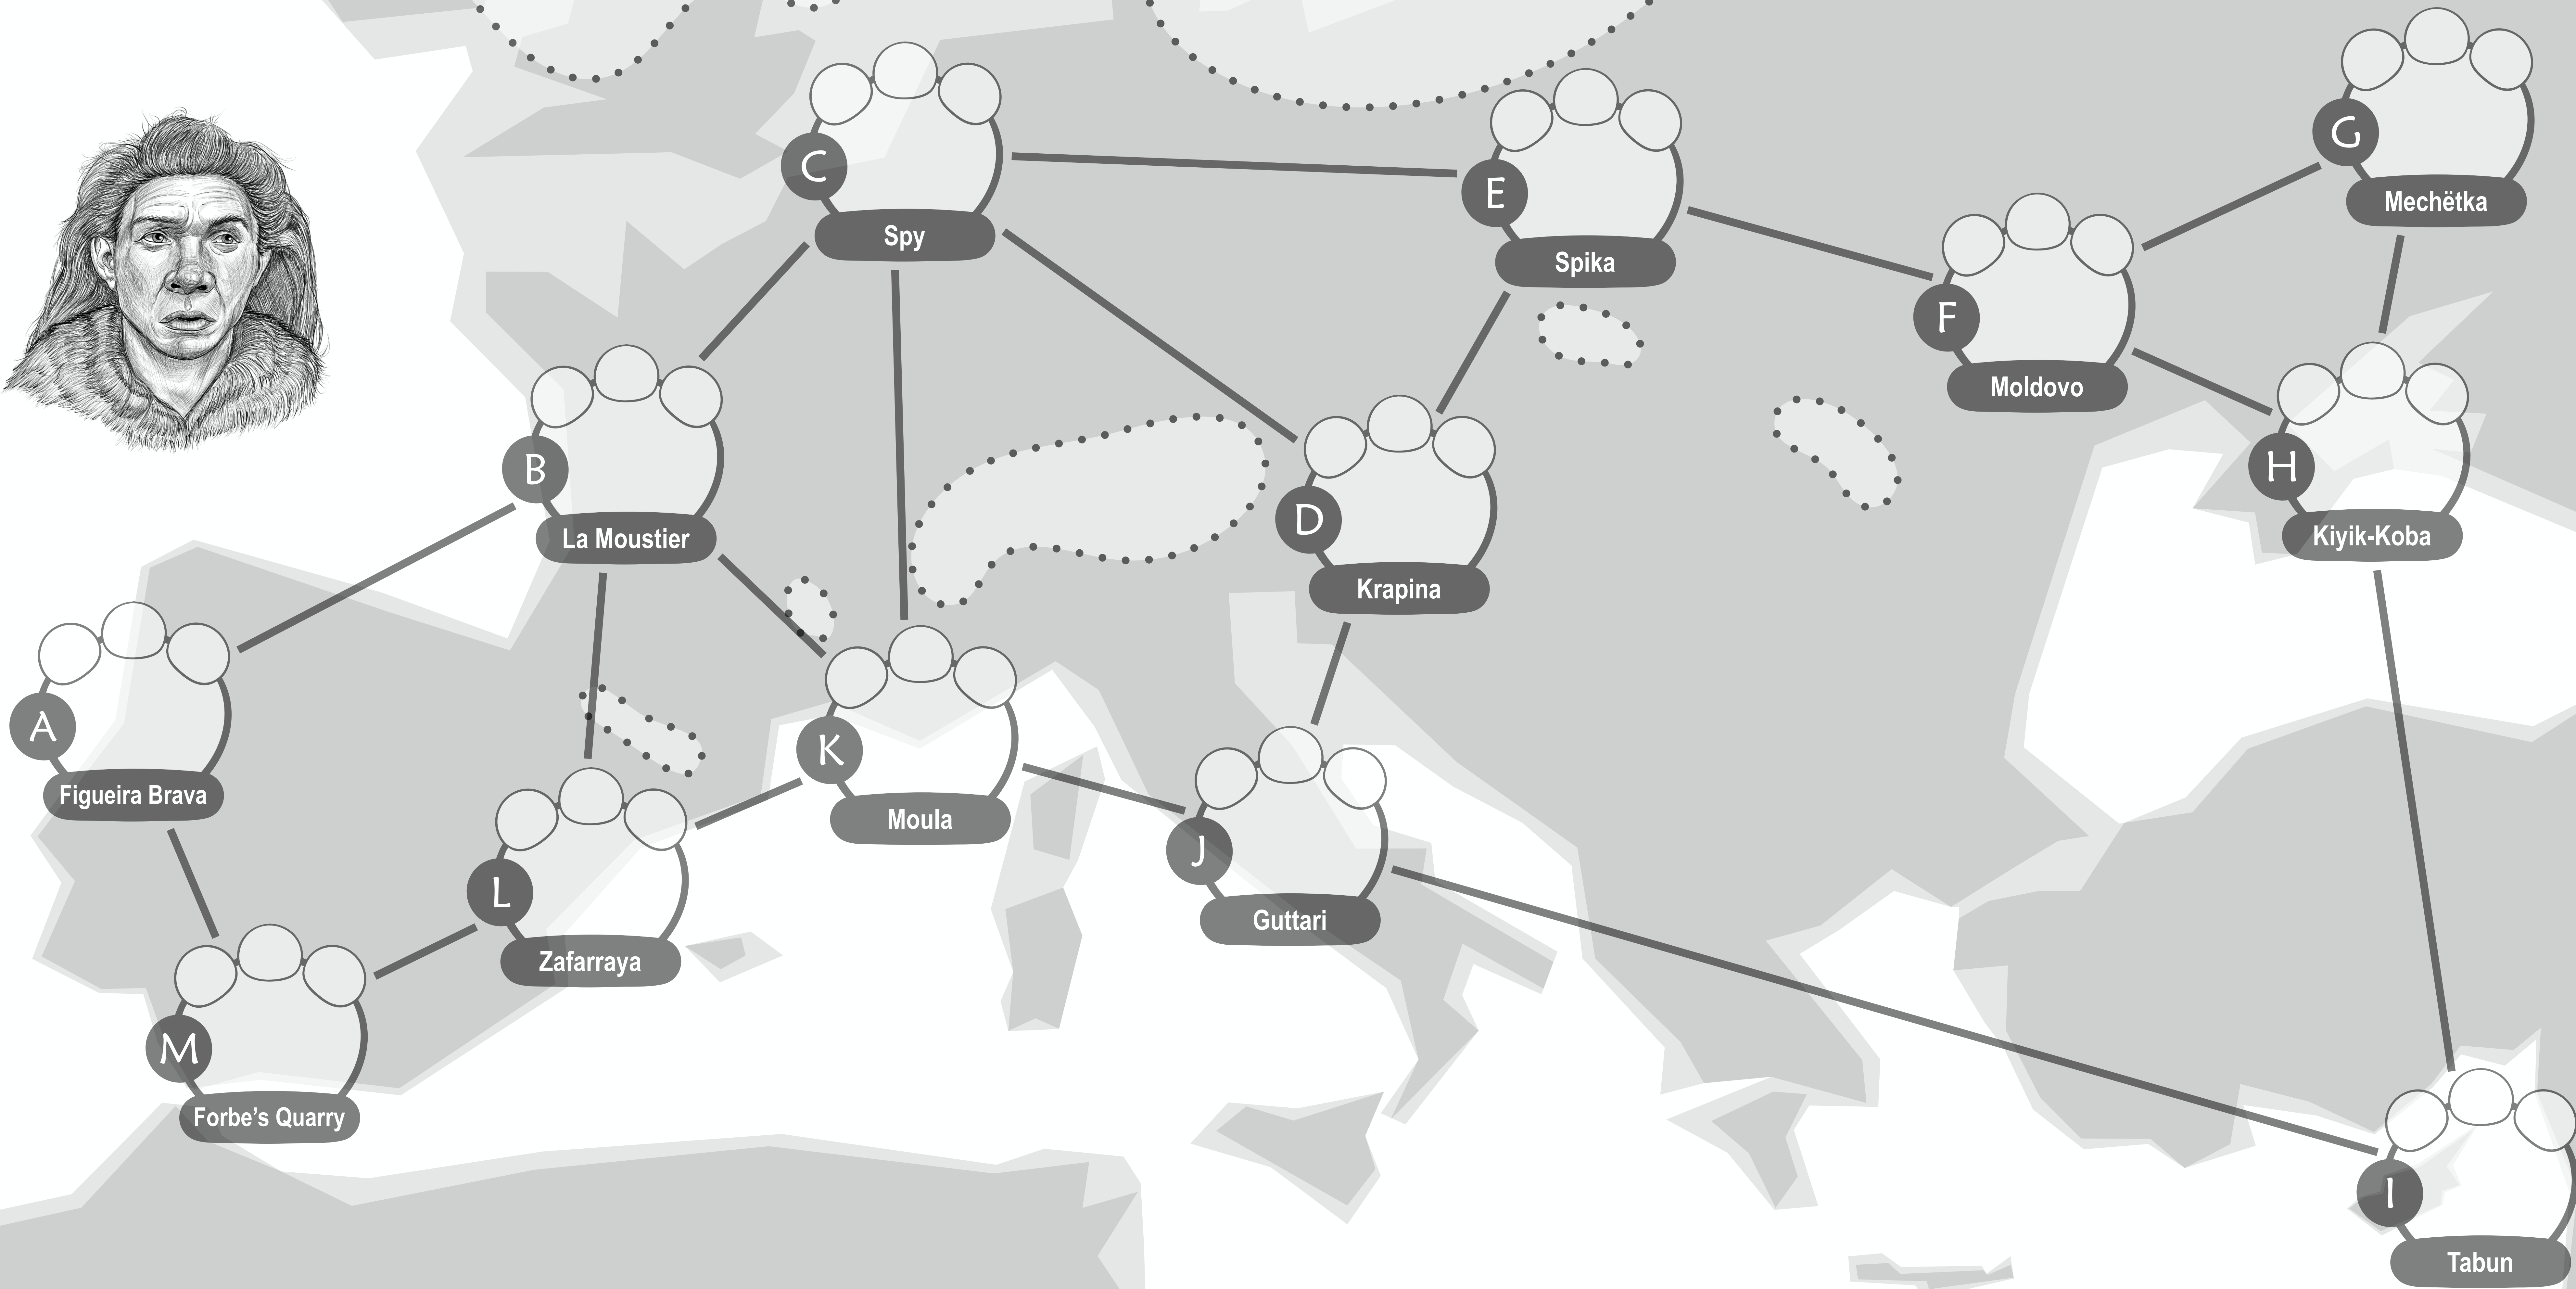 G
Mechëtka
C
Spy
E
Spika
F
Moldovo
B
La Moustier
H
Kiyik-Koba
D
Krapina
A
Figueira Brava
K
Moula
J
Guttari
L
Zafarraya
M
Forbe's Quarry
I
Tabun